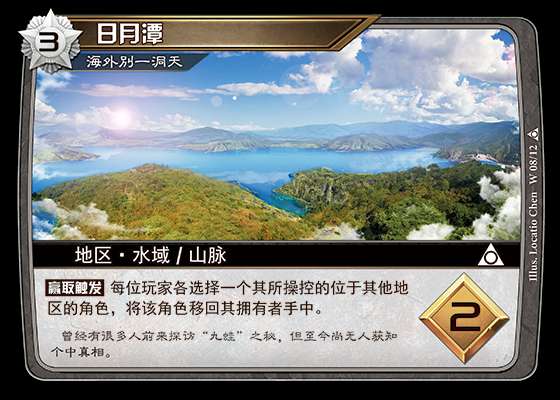 3
日月潭
海外別一洞天
Illus. Locatio Chen W 08/12
地区·水域 / 山脉
赢取触发 每位玩家各选择一个其所操控的位于其他地
区的角色，将该角色移回其拥有者手中。
2
曾经有很多人前来探访“九蛙”之秘，但至今尚无人获知
个中真相。